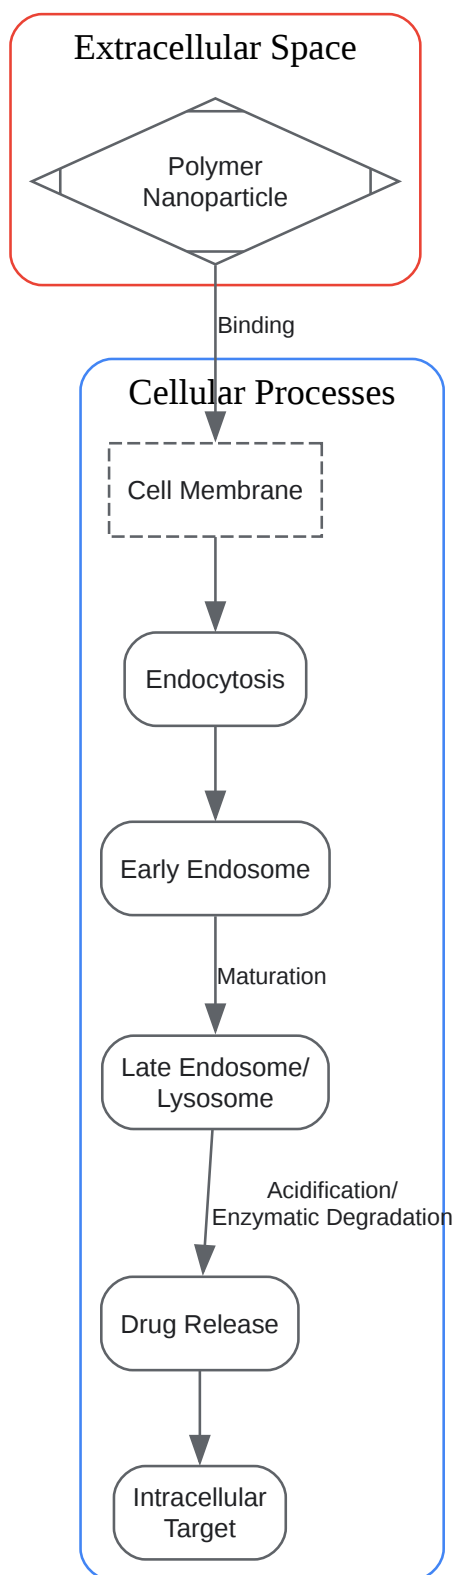 Extracellular Space
Polymer
Nanoparticle
Binding
Cellular Processes
Cell Membrane
Endocytosis
Early Endosome
Maturation
Late Endosome/
Lysosome
Acidification/
Enzymatic Degradation
Drug Release
Intracellular
Target